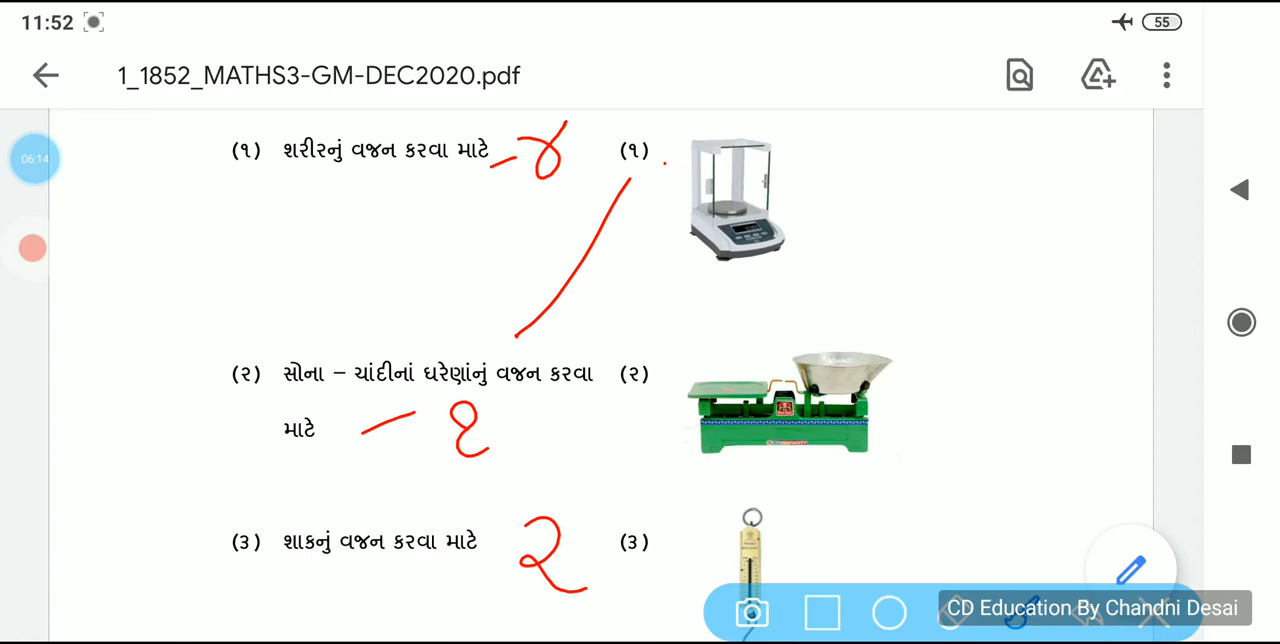 11:52
55
1_1852_MATHS3-GM-DEC2020.pdf
06:14
(૧) શરીરનું વજન કરવા માટે - ૪ (૧)
(૨) સોના – ચાંદીનાં ઘરેણાંનું વજન કરવા (૨)
માટે - ૧
(૩) શાકનું વજન કરવા માટે ૨ (૩)
CD Education By Chandni Desai